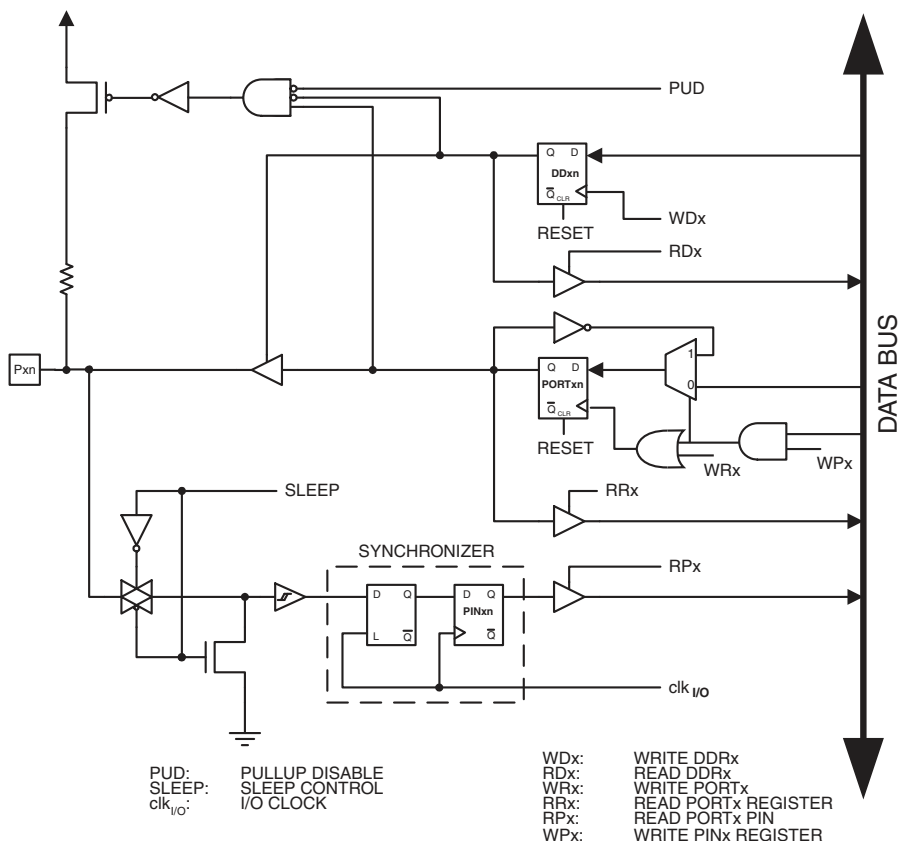 PUD
Q D
DDxn
Q CLR
WDx
RESET
RDx
Pxn
1
Q D
PORTxn
0
Q CLR
RESET
WRx
WPx
DATA BUS
SLEEP
RRx
SYNCHRONIZER
RPx
D Q
D Q
PINxn
L Q
Q
clk I/O
PUD: PULLUP DISABLE
SLEEP: SLEEP CONTROL
clkI/O: I/O CLOCK
WDx: WRITE DDRx
RDx: READ DDRx
WRx: WRITE PORTx
RRx: READ PORTx REGISTER
RPx: READ PORTx PIN
WPx: WRITE PINx REGISTER